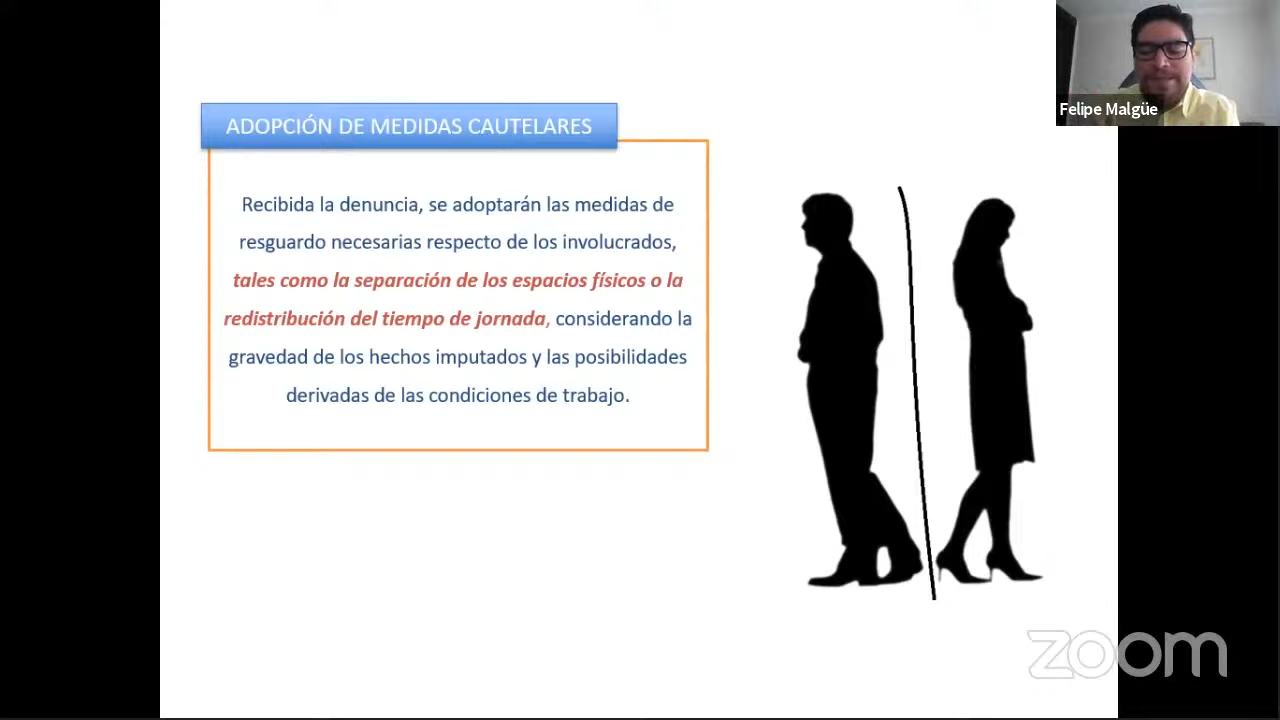 ADOPCIÓN DE MEDIDAS CAUTELARES
Recibida la denuncia, se adoptarán las medidas de
resguardo necesarias respecto de los involucrados,
tales como la separación de los espacios físicos o la
redistribución del tiempo de jornada, considerando la
gravedad de los hechos imputados y las posibilidades
derivadas de las condiciones de trabajo.
Felipe Malgüe
zoom